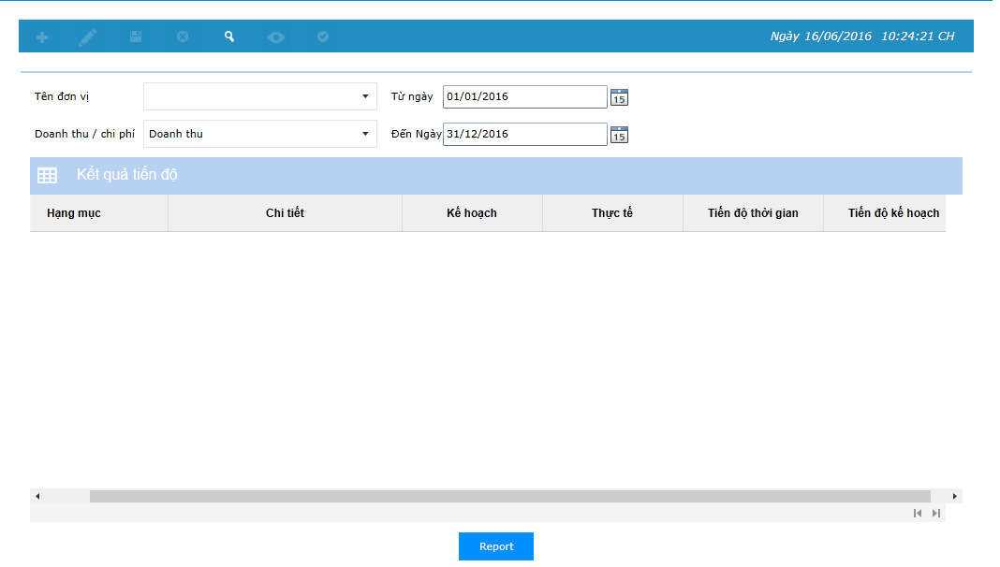 Ngày 16/06/2016 10:24:21 CH
Tên đơn vị Từ ngày 01/01/2016 15
Doanh thu / chi phí Doanh thu Đến Ngày 31/12/2016 15
Kết quả tiến độ
Hạng mục Chi tiết Kế hoạch Thực tế Tiến độ thời gian Tiến độ kế hoạch
Report